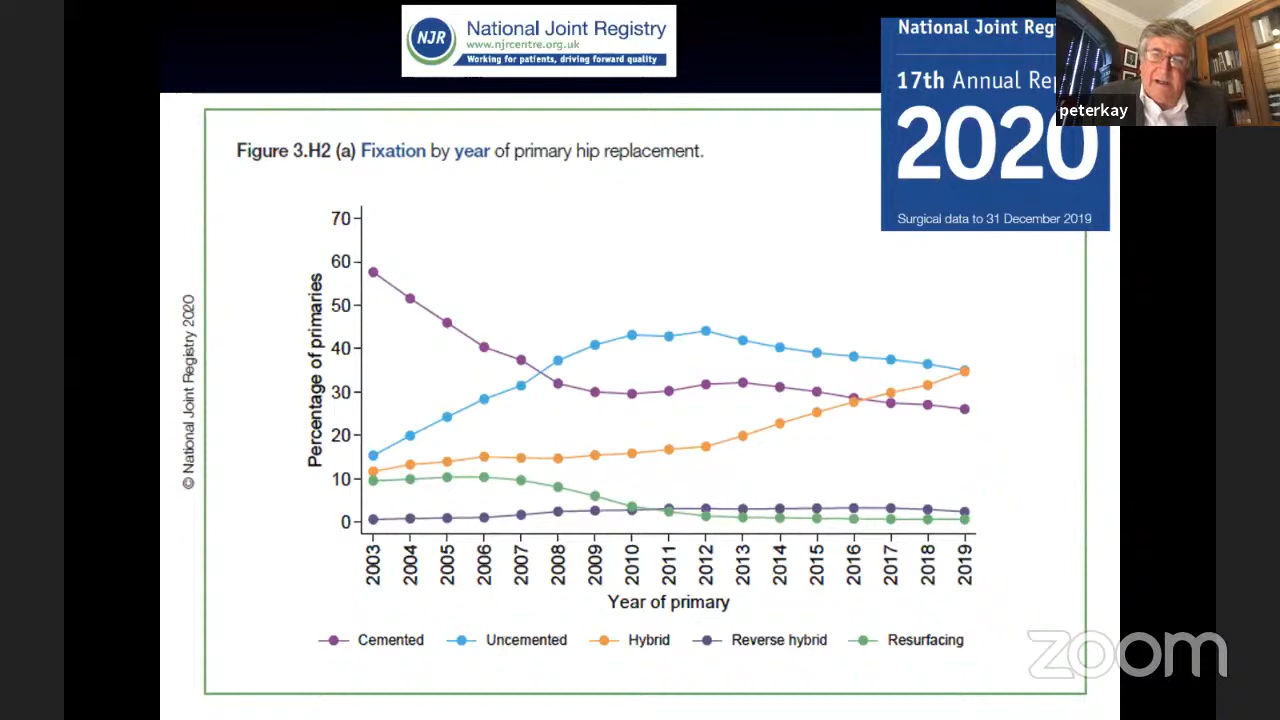 NJR
National Joint Registry
www.njrcentre.org.uk
Working for patients, driving forward quality
National Joint Reg
17th Annual Re
2020
Surgical data to 31 December 2019
peterkay
Figure 3.H2 (a) Fixation by year of primary hip replacement.
© National Joint Registry 2020
Percentage of primaries
70
60
50
40
30
20
10
0
2003 2004 2005 2006 2007 2008 2009 2010 2011 2012 2013 2014 2015 2016 2017 2018 2019
Year of primary
Cemented Uncemented Hybrid Reverse hybrid Resurfacing
zoom